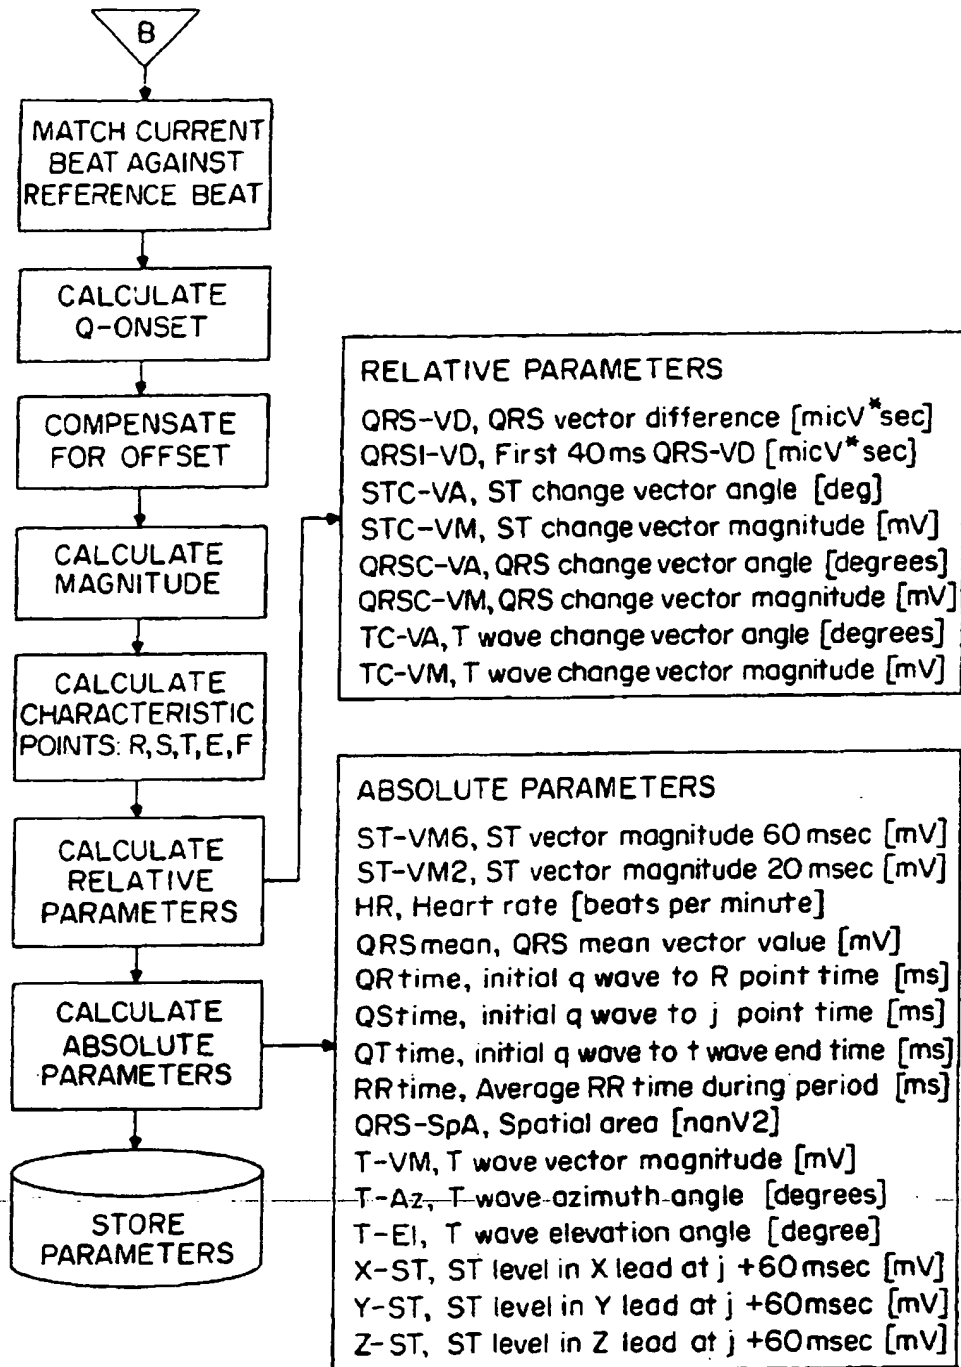 B
MATCH CURRENT
BEAT AGAINST
REFERENCE BEAT
CALCULATE
Q-ONSET
COMPENSATE
FOR OFFSET
CALCULATE
MAGNITUDE
CALCULATE
CHARACTERISTIC
POINTS: R,S,T,E,F
CALCULATE
RELATIVE
PARAMETERS
CALCULATE
ABSOLUTE
PARAMETERS
STORE
PARAMETERS
RELATIVE PARAMETERS
QRS-VD, QRS vector difference [micV*sec]
QRSI-VD, First 40ms QRS-VD [micV*sec]
STC-VA, ST change vector angle [deg]
STC-VM, ST change vector magnitude [mV]
QRSC-VA, QRS change vector angle [degrees]
QRSC-VM, QRS change vector magnitude [mV]
TC-VA, T wave change vector angle [degrees]
TC-VM, T wave change vector magnitude [mV]
ABSOLUTE PARAMETERS
ST-VM6, ST vector magnitude 60 msec [mV]
ST-VM2, ST vector magnitude 20 msec [mV]
HR, Heart rate [beats per minute]
QRSmean, QRS mean vector value [mV]
QRtime, initial q wave to R point time [ms]
QStime, initial q wave to j point time [ms]
QTtime, initial q wave to t wave end time [ms]
RRtime, Average RR time during period [ms]
QRS-SpA, Spatial area [nanV2]
T-VM, T wave vector magnitude [mV]
T-Az, T wave azimuth angle [degrees]
T-El, T wave elevation angle [degree]
X-ST, ST level in X lead at j +60msec [mV]
Y-ST, ST level in Y lead at j +60msec [mV]
Z-ST, ST level in Z lead at j +60msec [mV]